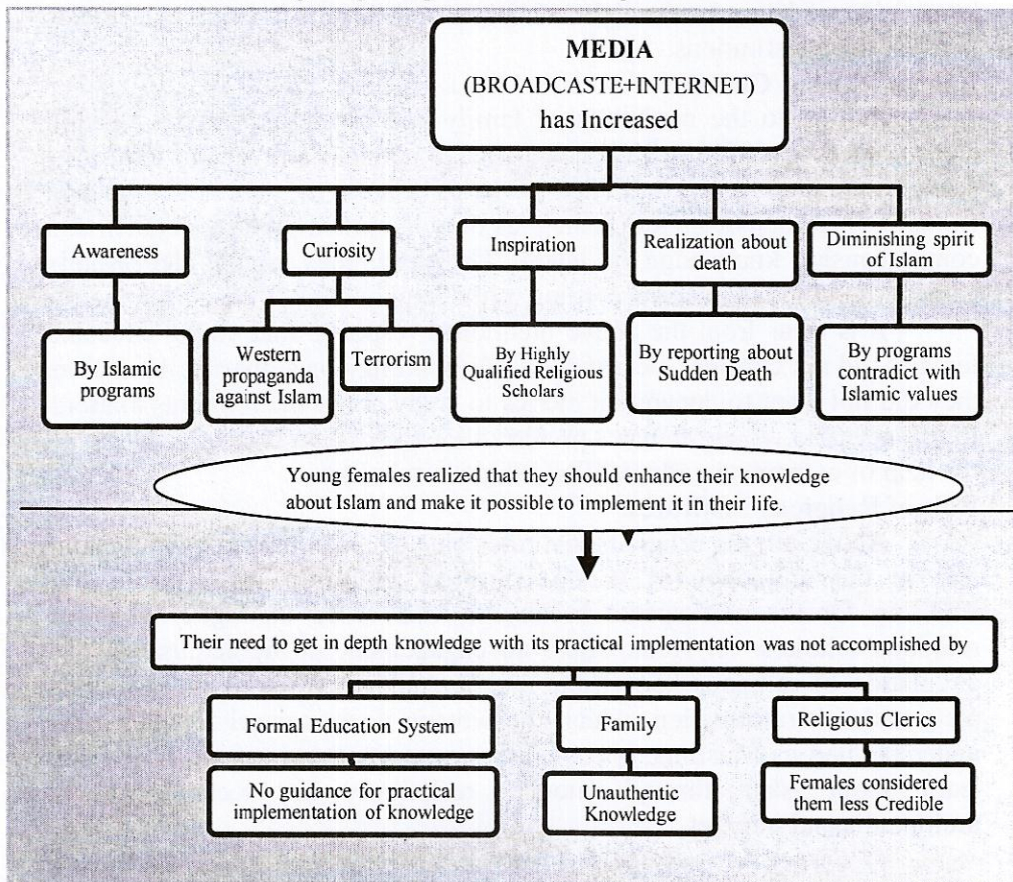 MEDIA
(BROADCASTE+INTERNET)
has Increased
Awareness
Curiosity
Inspiration
Realization about
death
Diminishing spirit
of Islam
By Islamic
programs
Western
propaganda
against Islam
Terrorism
By Highly
Qualified Religious
Scholars
By reporting about
Sudden Death
By programs
contradict with
Islamic values
Young females realized that they should enhance their knowledge
about Islam and make it possible to implement it in their life.
Their need to get in depth knowledge with its practical implementation was not accomplished by
Formal Education System
Family
Religious Clerics
No guidance for practical
implementation of knowledge
Unauthentic
Knowledge
Females considered
them less Credible